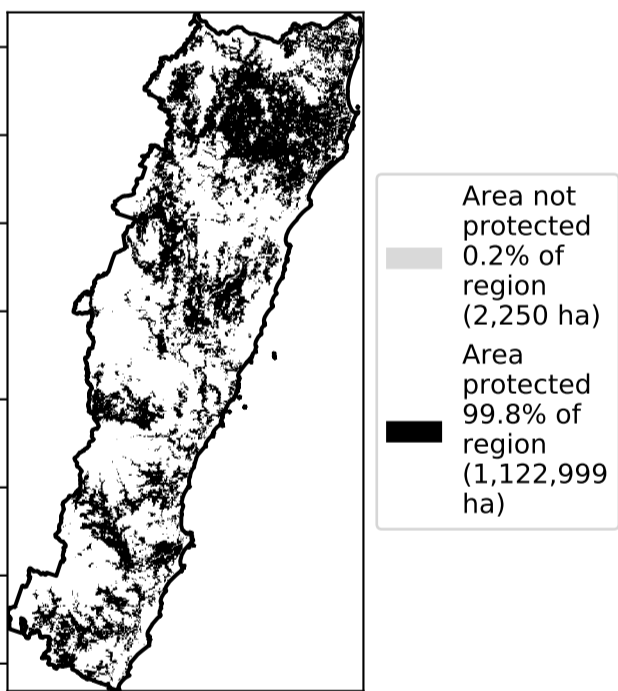 Area not
protected
0.2% of
region
(2,250 ha)
Area
protected
99.8% of
region
(1,122,999
ha)